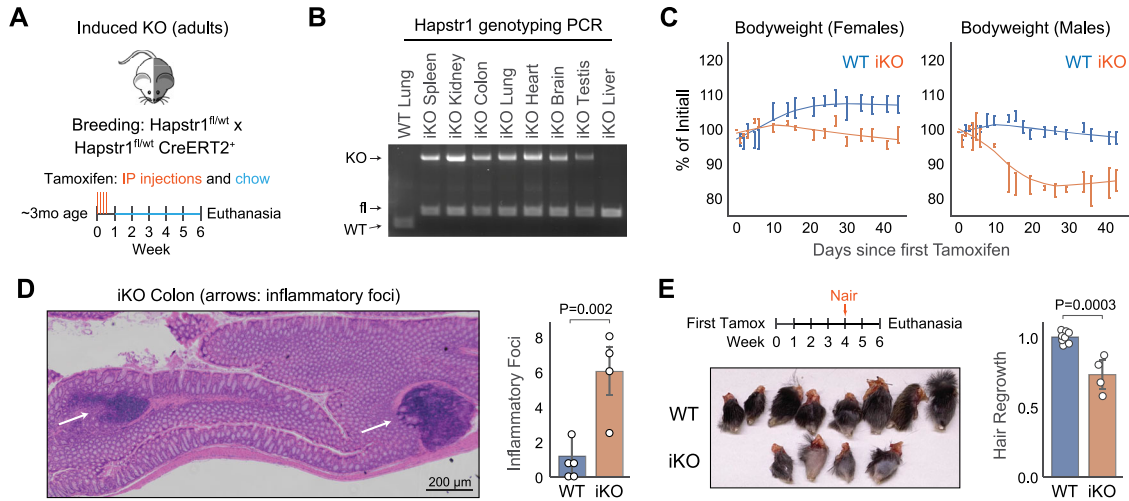 A
Induced KO (adults)
Breeding: Hapstr1fl/wt x
Hapstr1fl/wt CreERT2+
Tamoxifen: IP injections and chow
~3mo age
Euthanasia
0 1 2 3 4 5 6
Week
B
Hapstr1 genotyping PCR
WT Lung
iKO Spleen
iKO Kidney
iKO Colon
iKO Lung
iKO Heart
iKO Brain
iKO Testis
iKO Liver
KO
fl
WT
C
Bodyweight (Females)
WT iKO
% of Initiall
110
100
90
80
0 10 20 30 40
Bodyweight (Males)
WT iKO
110
100
90
80
0 10 20 30 40
Days since first Tamoxifen
D
iKO Colon (arrows: inflammatory foci)
200 µm
P=0.002
Inflammatory Foci
8
6
4
2
0
WT iKO
E
Nair
First Tamox
Euthanasia
Week 0 1 2 3 4 5 6
WT
iKO
P=0.0003
Hair Regrowth
1.0
0.5
0.0
WT iKO